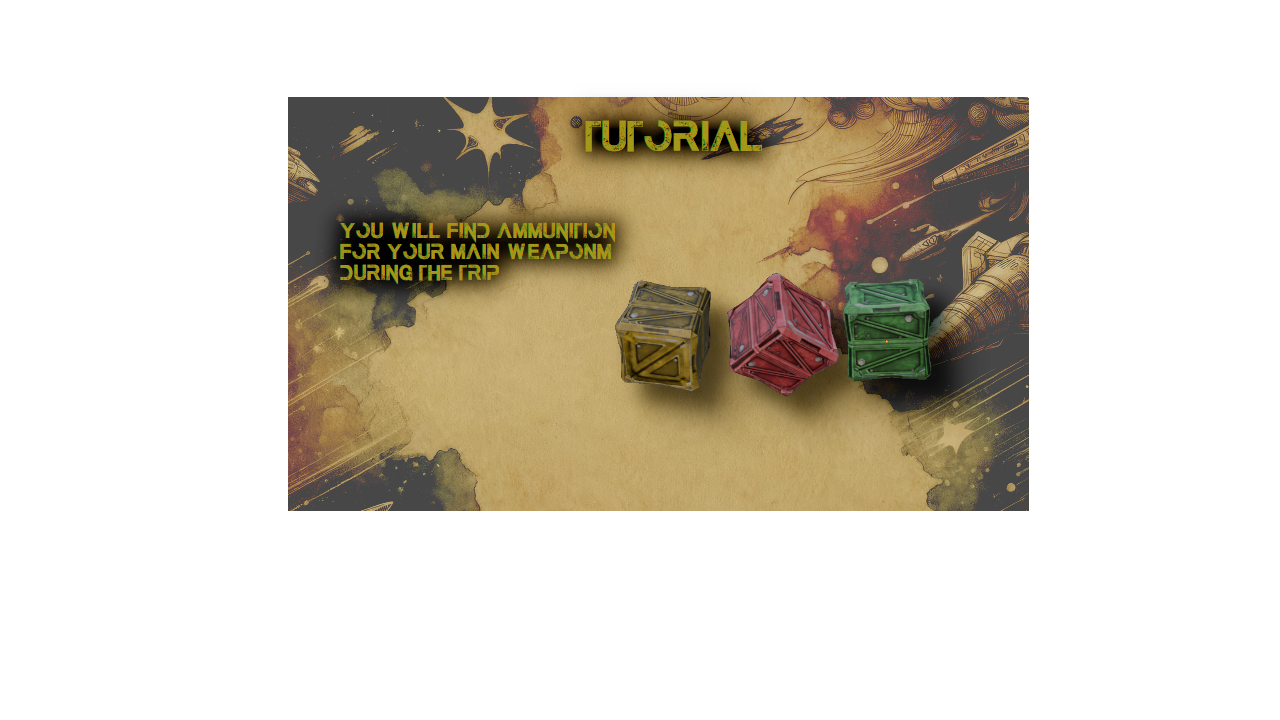 TUTORIAL
YOU WILL FIND AMMUNITION
FOR YOUR MAIN WEAPONM
DURING THE TRIP